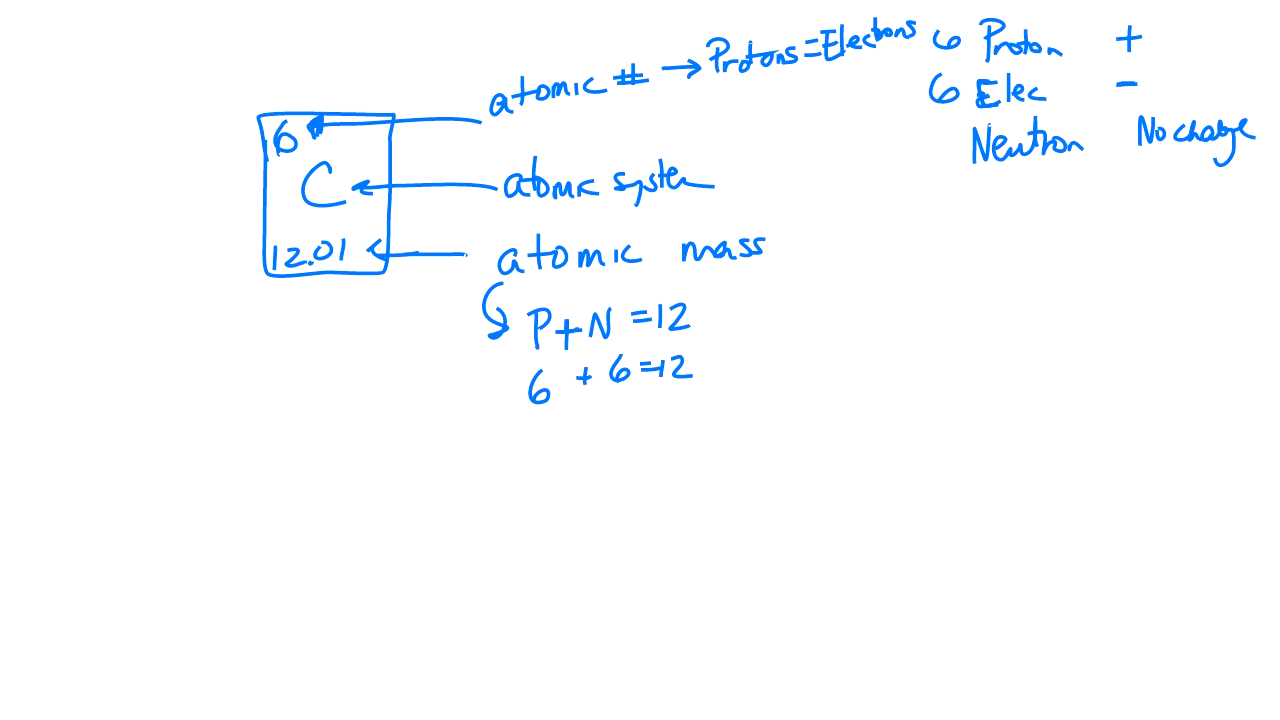 atomic # → Protons = Electrons
6 Proton +
6 Elec -
Neutron No charge
6
C
12.01
atomic system
atomic mass
P + N = 12
6 + 6 = 12